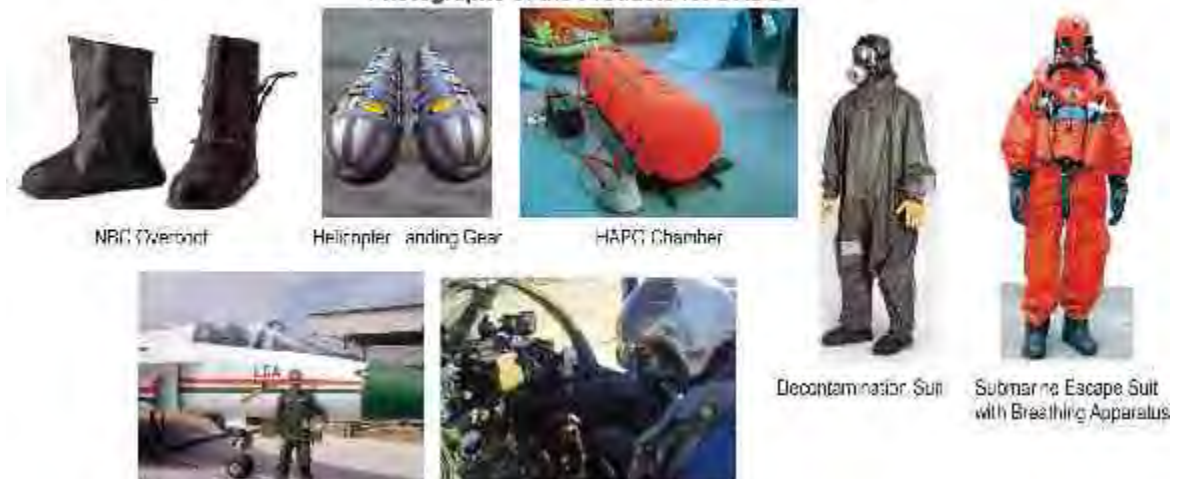 NBC Overboot
Helicopter Landing Gear
HAPO Chamber
LCA
Decontamination Suit
Submarine Escape Suit
with Breathing Apparatus